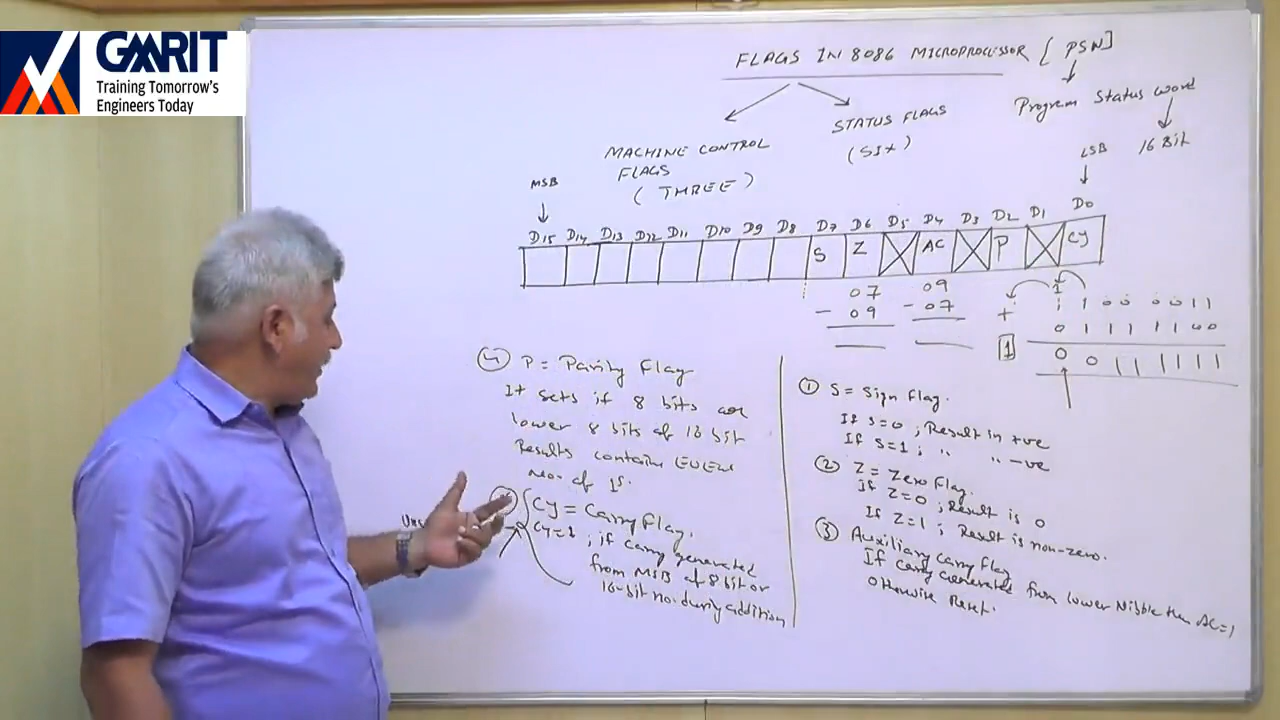 GMRIT
Training Tomorrow's
Engineers Today
FLAGS IN 8086 MICROPROCESSOR [ PSW]
Program Status word
16 Bit
MACHINE CONTROL
FLAGS
( THREE )
STATUS FLAGS
(SIX)
MSB
LSB
D15 D14 D13 D12 D11 D10 D9 D8 D7 D6 D5 D4 D3 D2 D1 D0
S Z AC P CY
07
- 09
09
- 07
1
+ 1 1 0 0 0 0 1 1
0 1 1 1 1 1 0 0
1 0 0 1 1 1 1 1 1
④ P = Parity Flag
It sets if 8 bits or
lower 8 bits of 16 bit
Results contain EVEN
no. of 1s.
CY = Carry Flag.
CY=1 ; if carry generated
from MSB of 8 bit or
16-bit no. during addition
① S = Sign Flag.
If S=0 ; Result in +ve
If S=1 ; " " -ve
② Z = Zero Flag.
If Z=0 ; Result is 0
If Z=1 ; Result is non-zero.
③ Auxiliary carry Flag
If carry Generated from lower Nibble then AC=1
otherwise Reset.